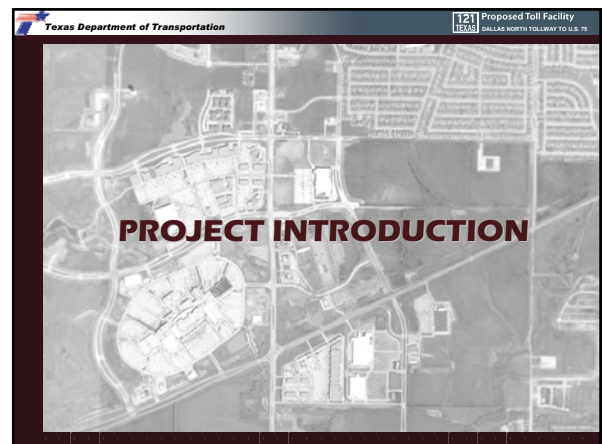 Texas Department of Transportation
121 TEXAS
Proposed Toll Facility
DALLAS NORTH TOLLWAY TO U.S. 75
PROJECT INTRODUCTION